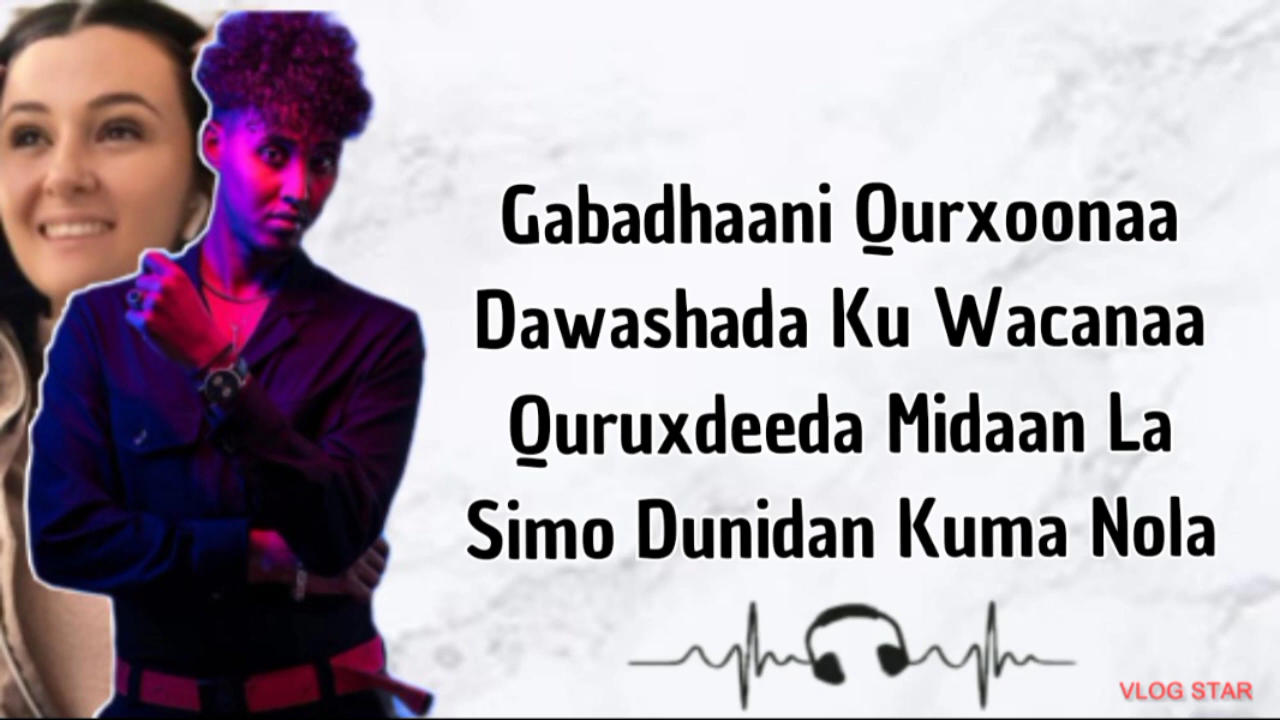 Gabadhaani Qurxoonaa
Dawashada Ku Wacanaa
Quruxdeeda Midaan La
Simo Dunidan Kuma Nola
VLOG STAR